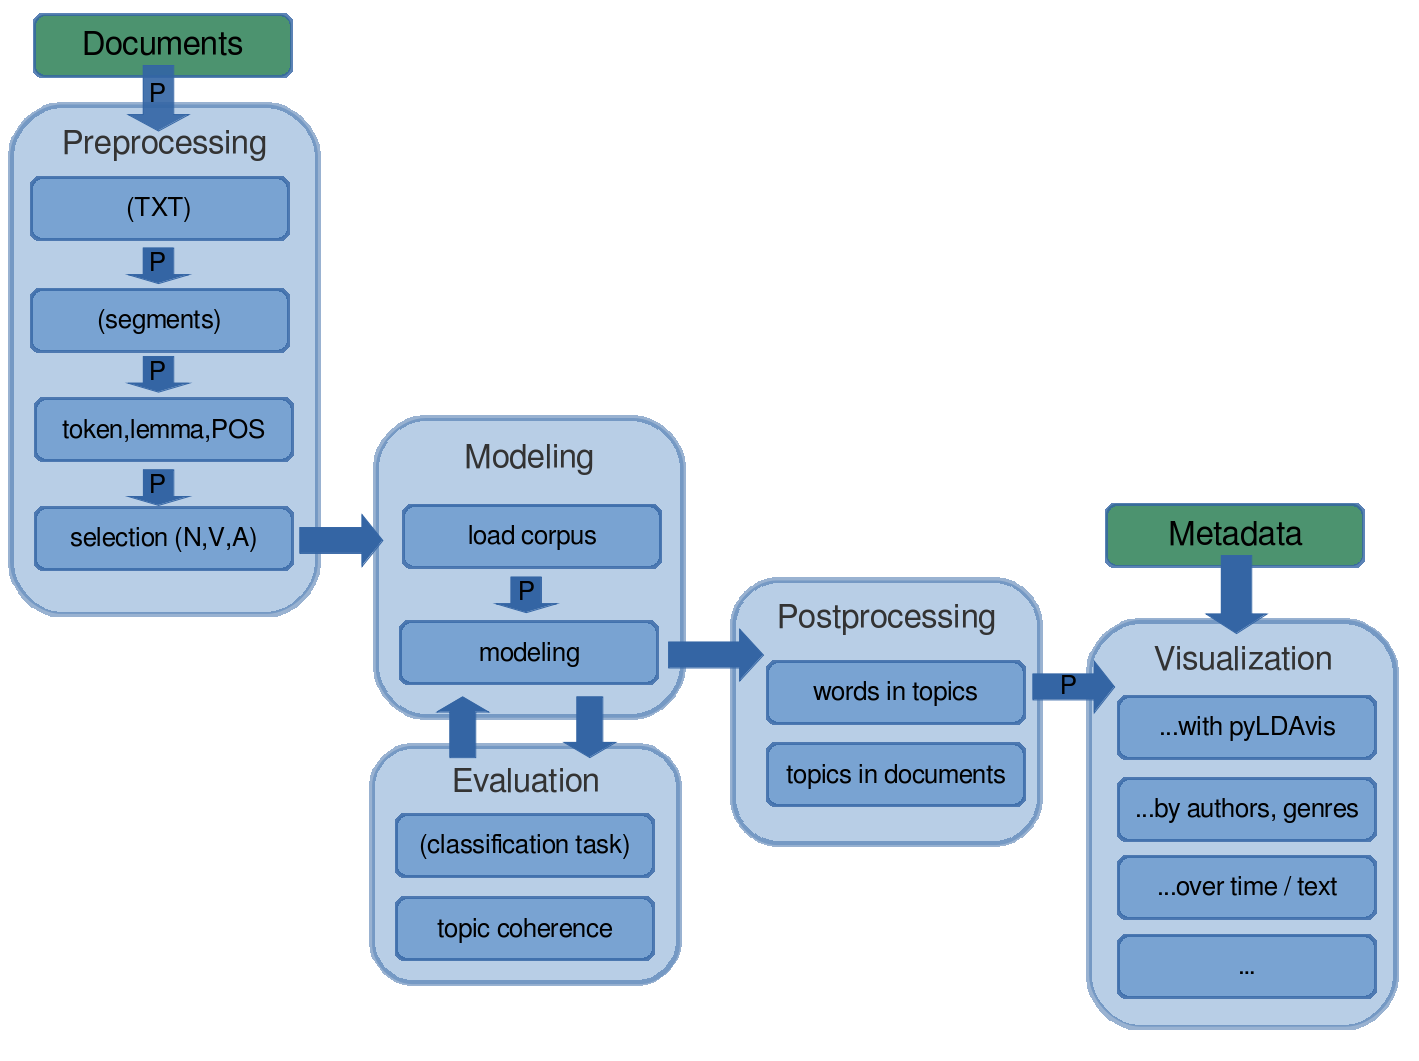 Documents
P
Preprocessing
(TXT)
P
(segments)
P
token,lemma,POS
P
selection (N,V,A)
Modeling
load corpus
P
modeling
Evaluation
(classification task)
topic coherence
Postprocessing
words in topics
topics in documents
P
Metadata
Visualization
...with pyLDAvis
...by authors, genres
...over time / text
...